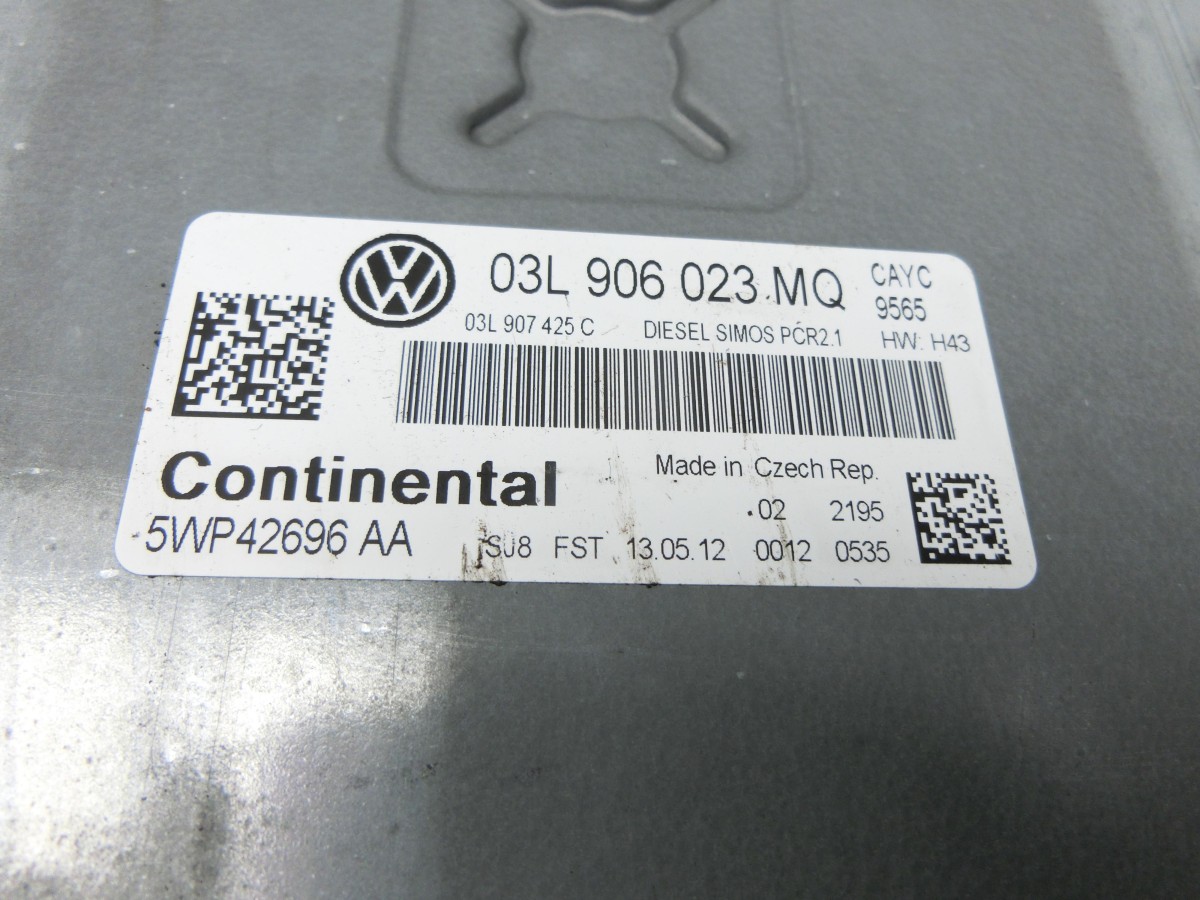 03L 906 023 MQ CAYC
9565
03L 907 425 C DIESEL SIMOS PCR2.1 HW: H43
Continental Made in Czech Rep.
.02 2195
5WP42696 AA SU8 FST 13.05.12 0012 0535